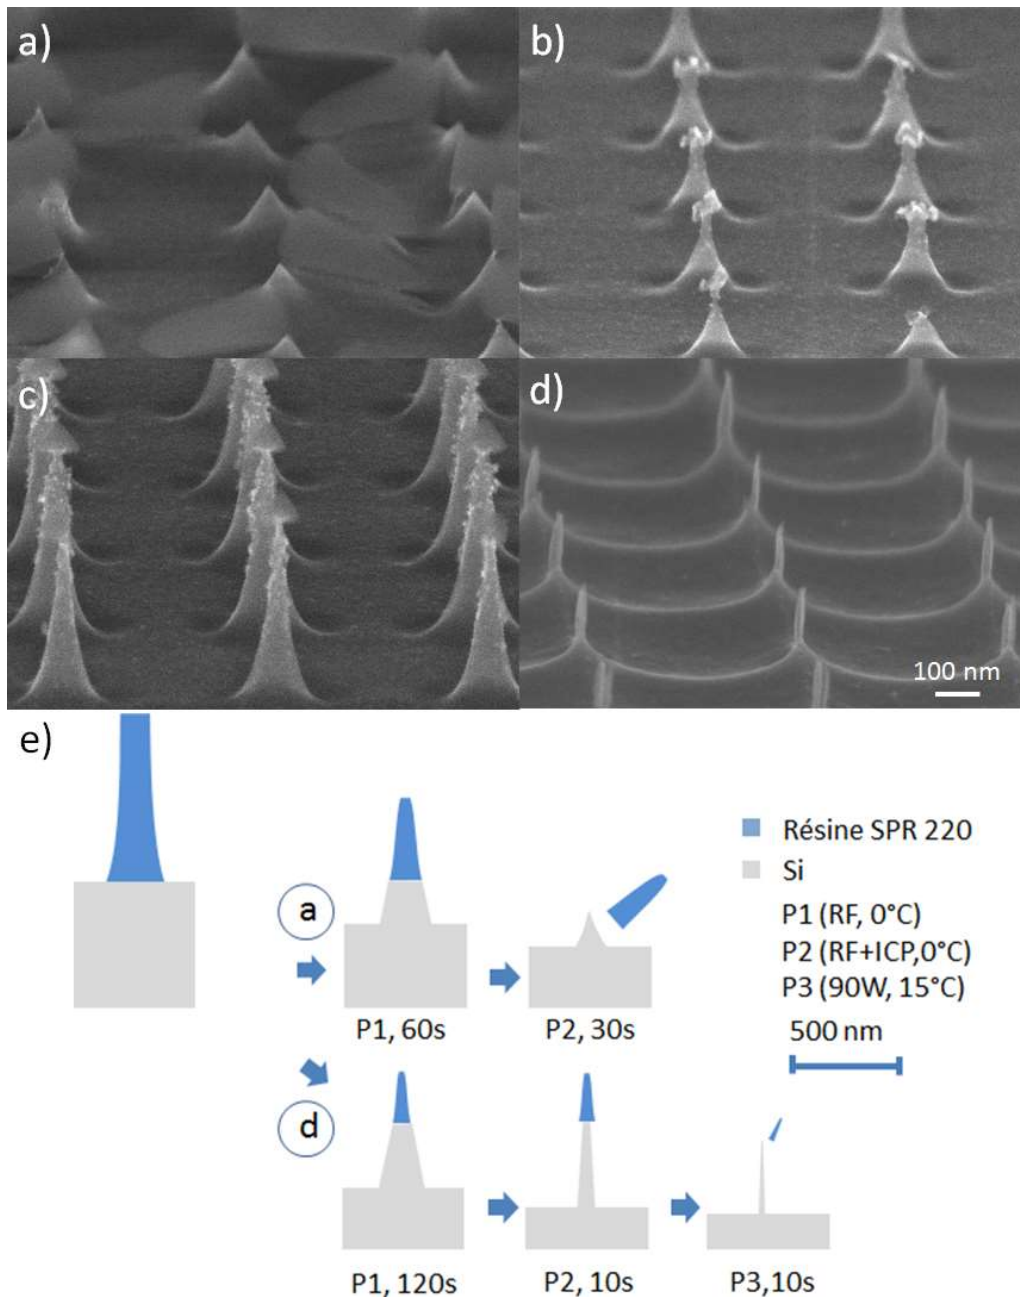 a)
b)
c)
d)
100 nm
e)
Résine SPR 220
Si
a
P1 (RF, 0°C)
P2 (RF+ICP,0°C)
P3 (90W, 15°C)
500 nm
P1, 60s
P2, 30s
d
P1, 120s
P2, 10s
P3,10s